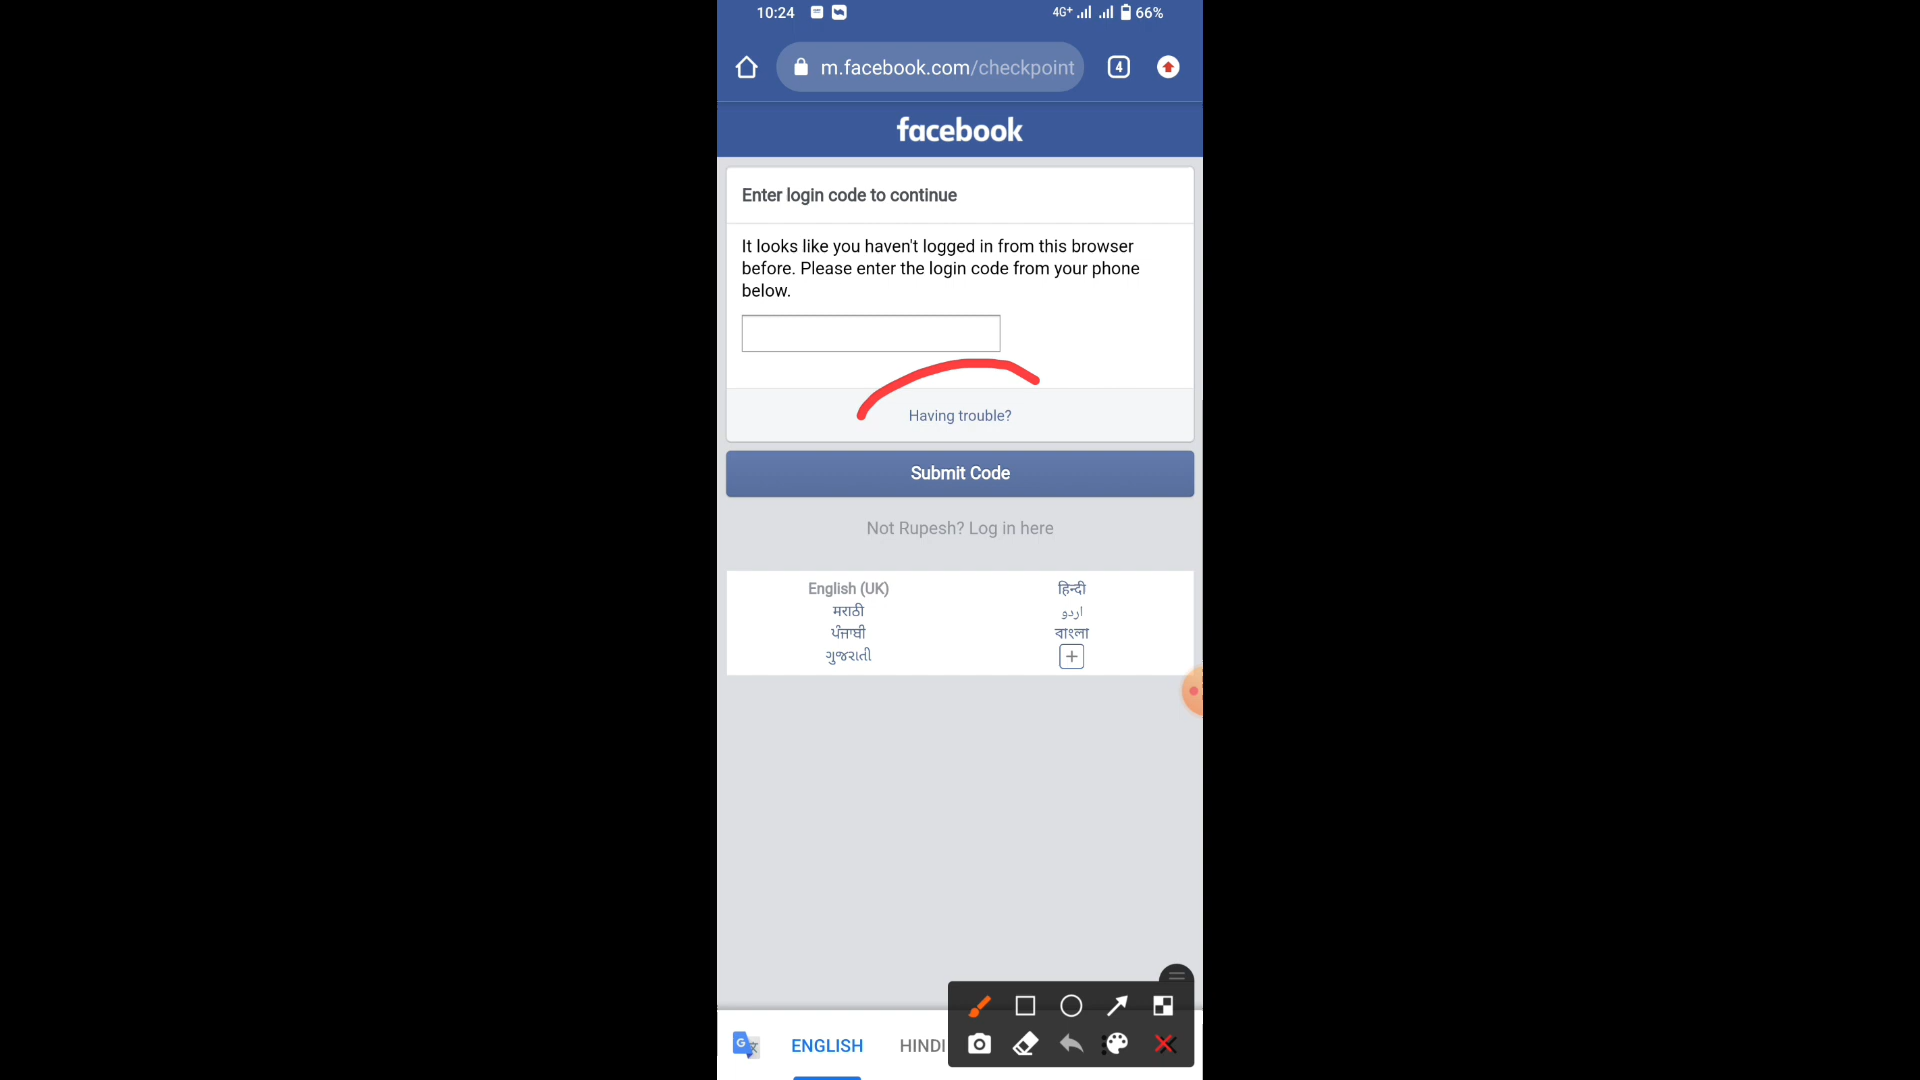 10:24
4G+ 66%
m.facebook.com/checkpoint
4
facebook
Enter login code to continue
It looks like you haven't logged in from this browser
before. Please enter the login code from your phone
below.
Having trouble?
Submit Code
Not Rupesh? Log in here
English (UK)
हिन्दी
मराठी
اردو
ਪੰਜਾਬੀ
বাংলা
ગુજરાતી
ENGLISH
HINDI